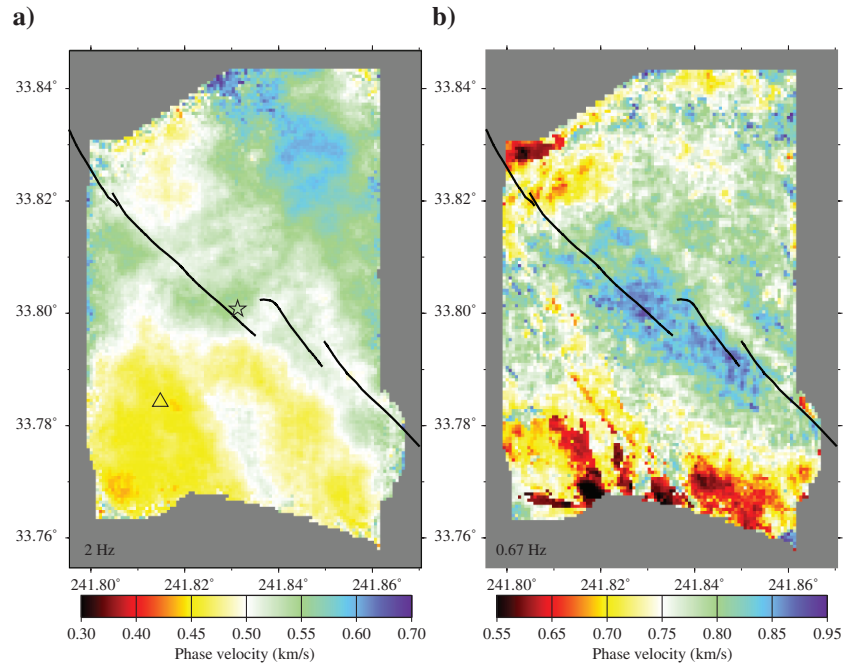 a)
b)
33.84°
33.82°
33.80°
33.78°
33.76°
2 Hz
241.80 241.82 241.84 241.86
0.30 0.40 0.45 0.50 0.55 0.60 0.70
Phase velocity (km/s)
33.84°
33.82°
33.80°
33.78°
33.76°
0.67 Hz
241.80 241.82 241.84 241.86
0.55 0.65 0.70 0.75 0.80 0.85 0.95
Phase velocity (km/s)